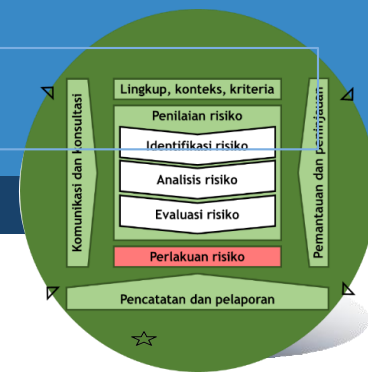 Lingkup, konteks, kriteria
Penilaian risiko
Identifikasi risiko
Analisis risiko
Evaluasi risiko
Perlakuan risiko
Komunikasi dan konsultasi
Pemantauan dan peninjauan
Pencatatan dan pelaporan